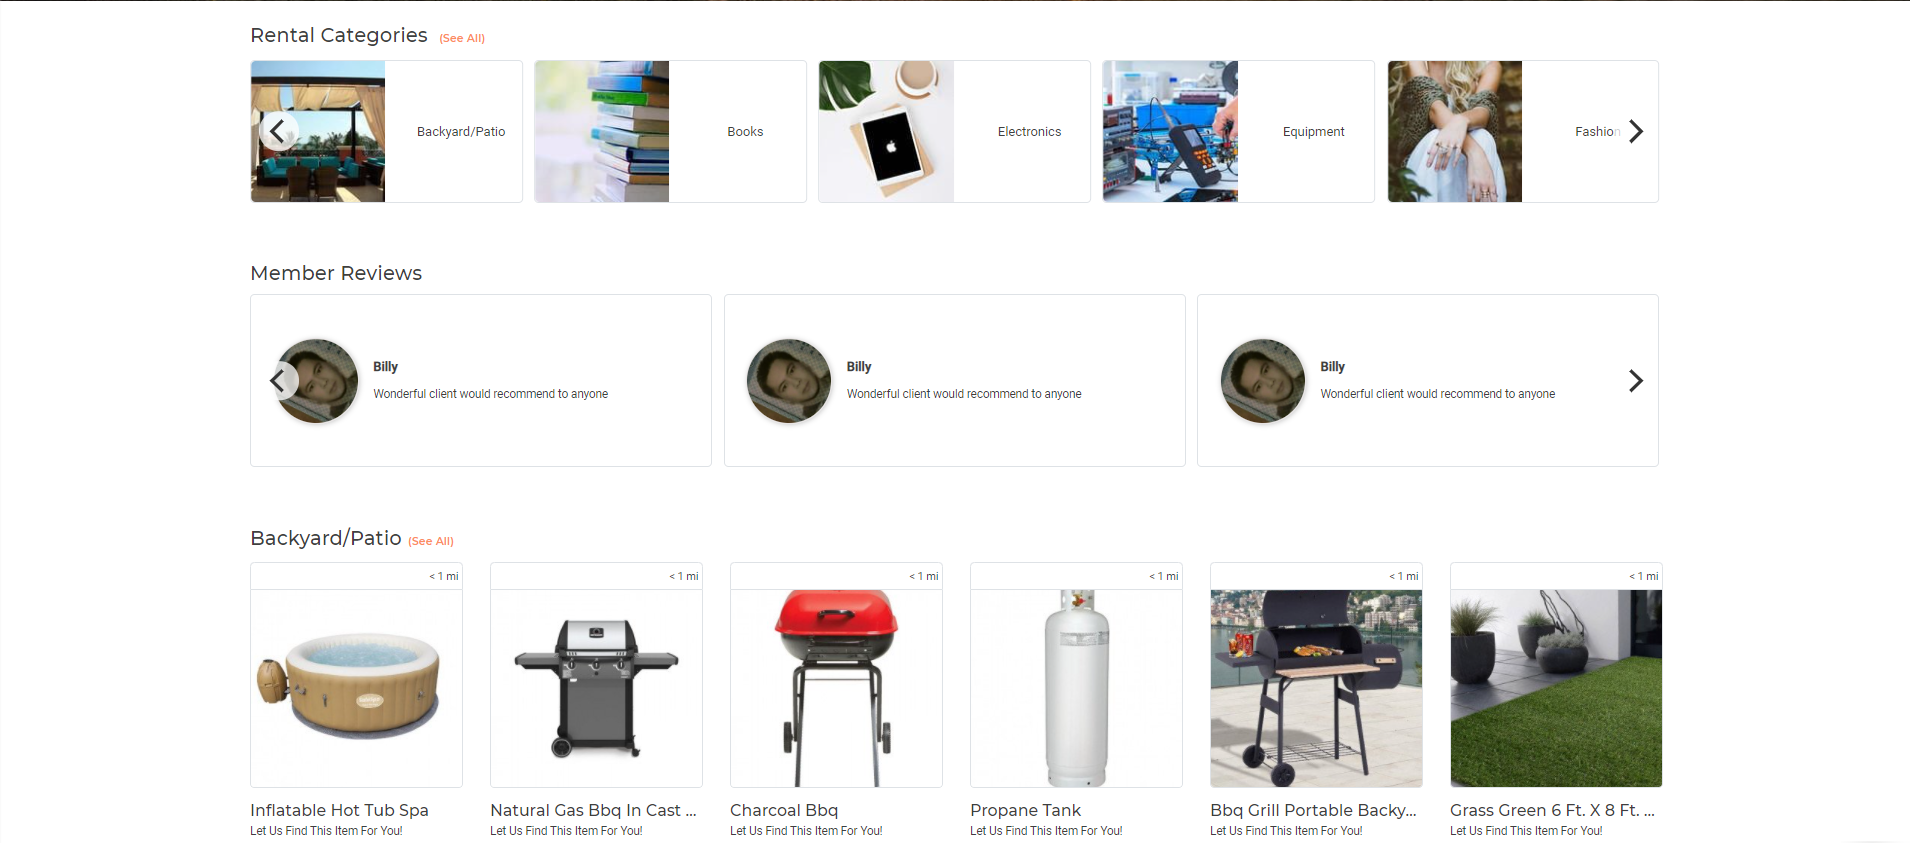 Rental Categories (See All)
Backyard/Patio
Books
Electronics
Equipment
Fashion
Member Reviews
Billy
Wonderful client would recommend to anyone
Billy
Wonderful client would recommend to anyone
Billy
Wonderful client would recommend to anyone
Backyard/Patio (See All)
< 1 mi
< 1 mi
< 1 mi
< 1 mi
< 1 mi
< 1 mi
Inflatable Hot Tub Spa
Let Us Find This Item For You!
Natural Gas Bbq In Cast ...
Let Us Find This Item For You!
Charcoal Bbq
Let Us Find This Item For You!
Propane Tank
Let Us Find This Item For You!
Bbq Grill Portable Backy...
Let Us Find This Item For You!
Grass Green 6 Ft. X 8 Ft. ...
Let Us Find This Item For You!